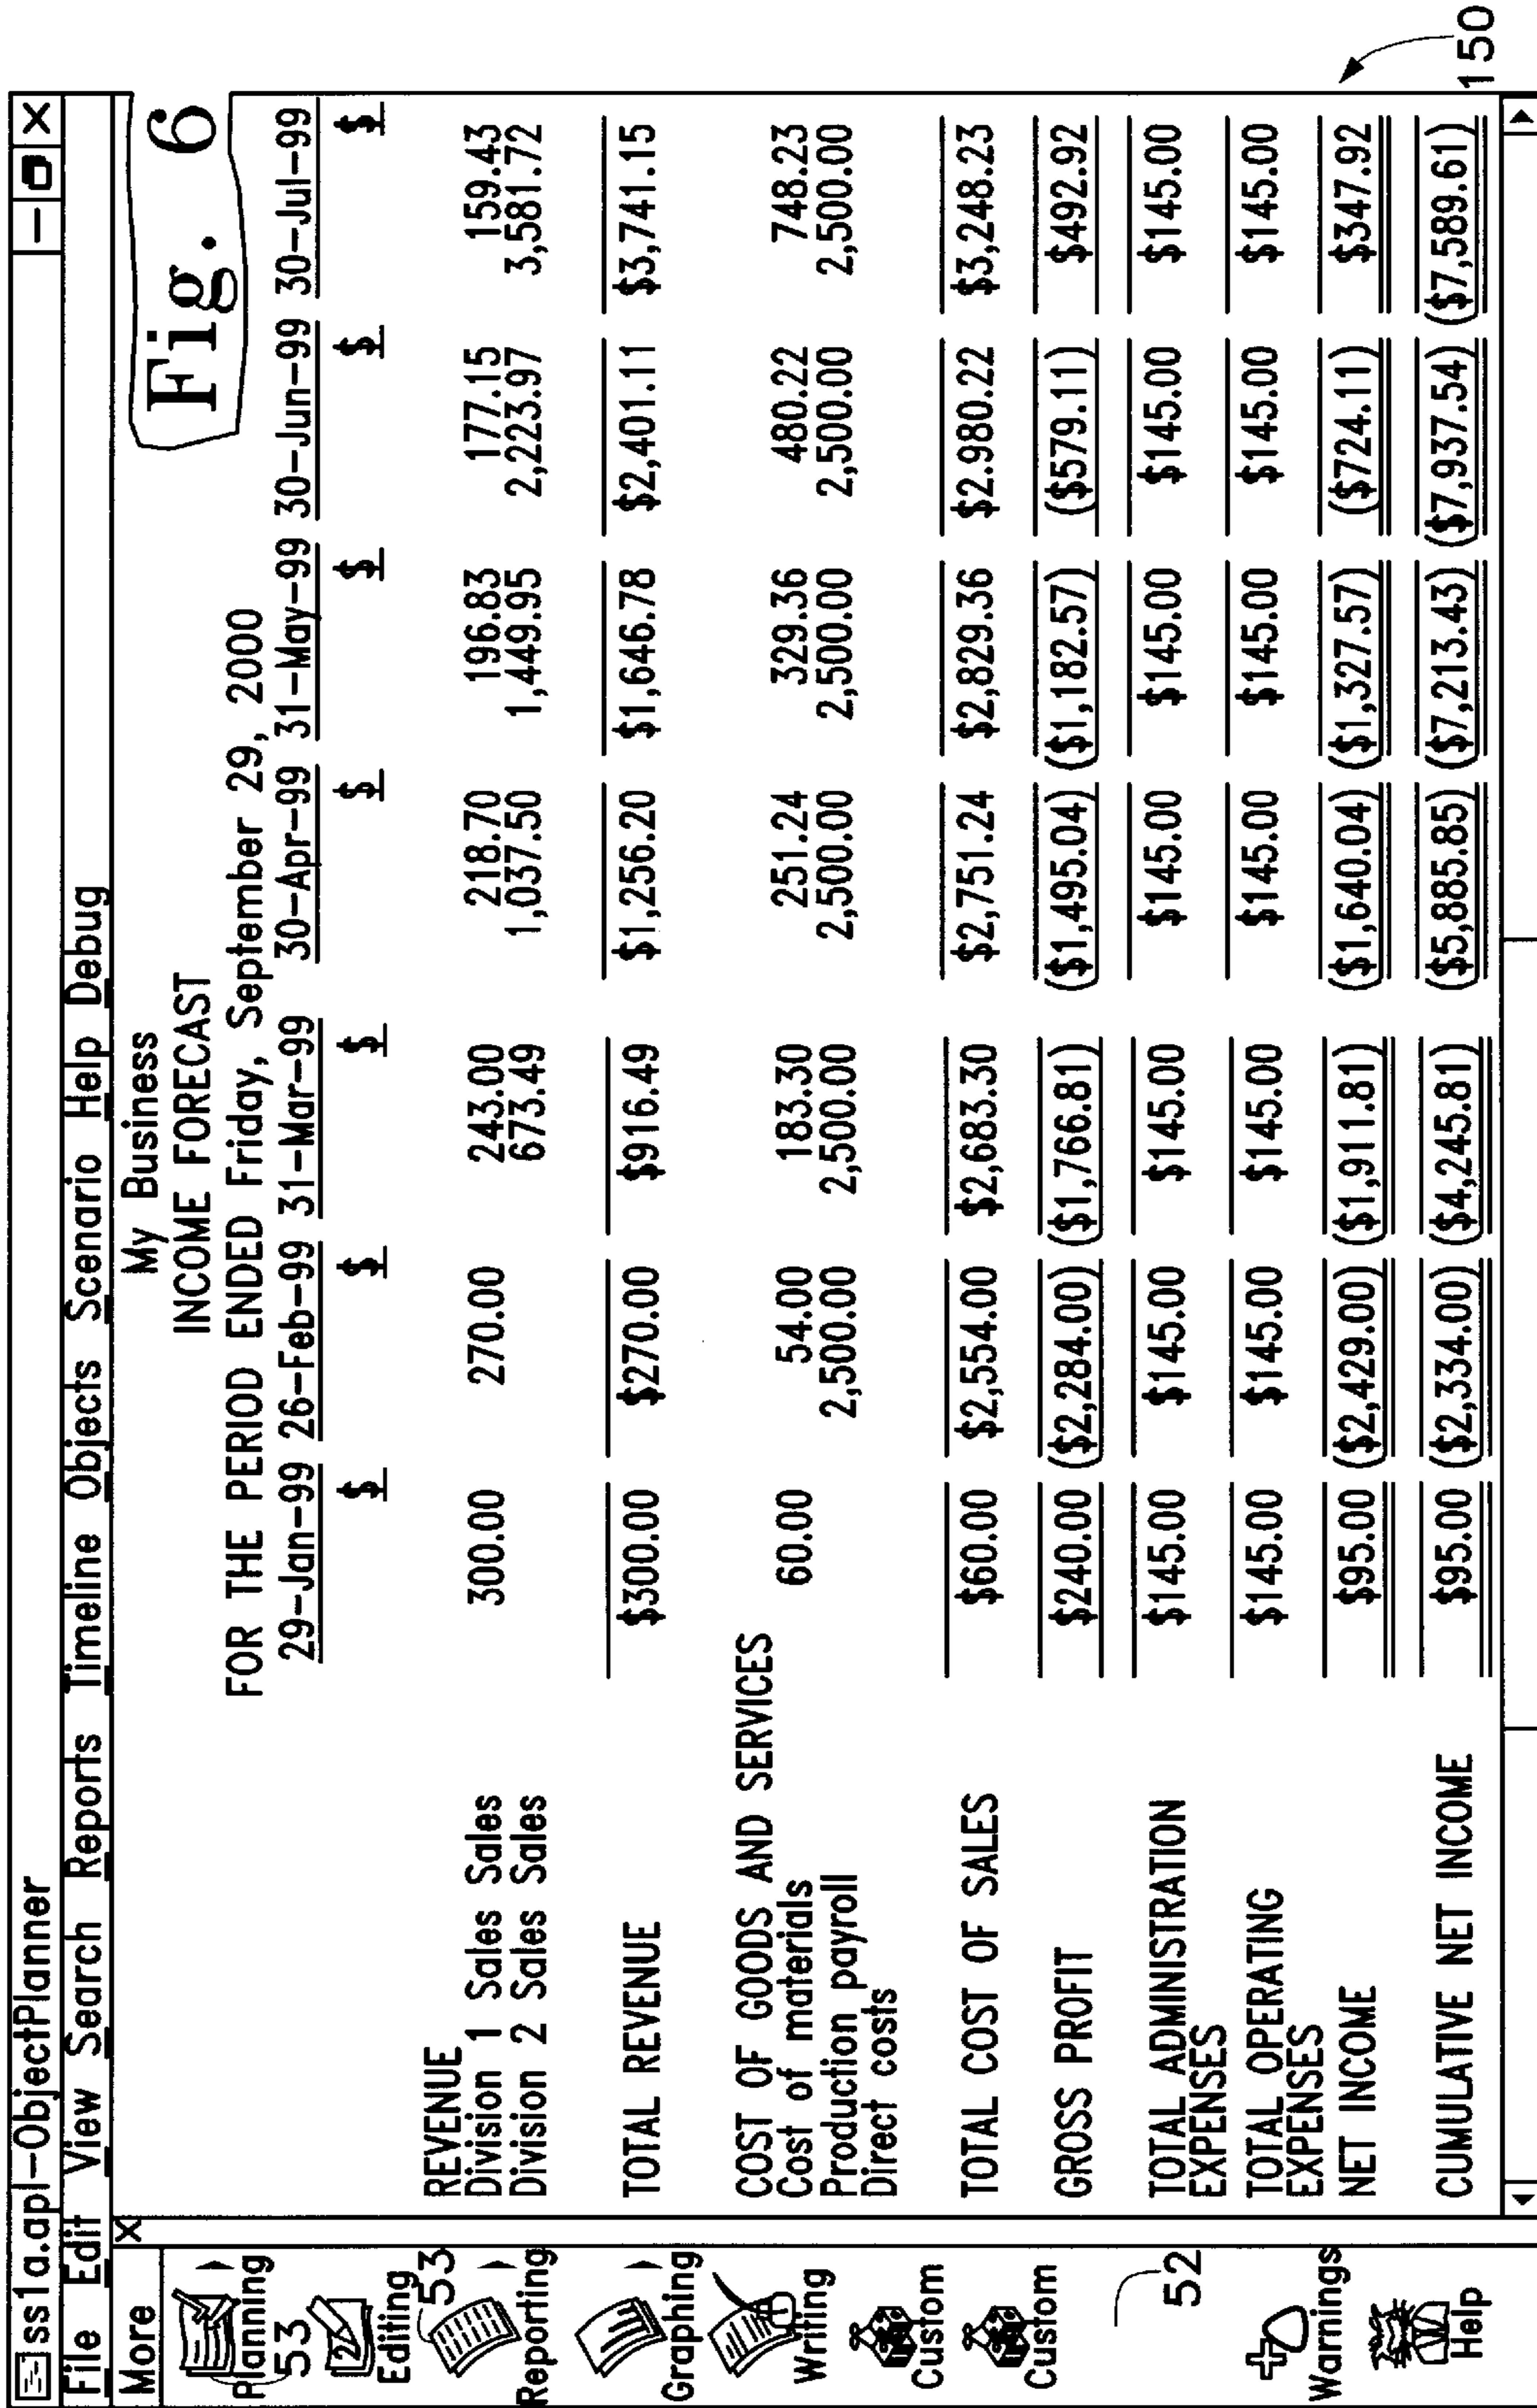 ss1a.apl-ObjectPlanner
File Edit View Search Reports Timeline Objects Scenario Help Debug
More
Planning
53
Editing
53
Reporting
Graphing
Writing
Custom
Custom
52
Warnings
Help
Fig. 6
My Business
INCOME FORECAST
FOR THE PERIOD ENDED Friday, September 29, 2000
29-Jan-99 26-Feb-99 31-Mar-99 30-Apr-99 31-May-99 30-Jun-99 30-Jul-99
$ $ $ $ $ $ $
REVENUE
Division 1 Sales Sales 300.00 270.00 243.00 218.70 196.83 177.15 159.43
Division 2 Sales Sales 673.49 1,037.50 1,449.95 2,223.97 3,581.72
TOTAL REVENUE $300.00 $270.00 $916.49 $1,256.20 $1,646.78 $2,401.11 $3,741.15
COST OF GOODS AND SERVICES
Cost of materials 60.00 54.00 183.30 251.24 329.36 480.22 748.23
Production payroll 2,500.00 2,500.00 2,500.00 2,500.00 2,500.00 2,500.00
Direct costs
TOTAL COST OF SALES $60.00 $2,554.00 $2,683.30 $2,751.24 $2,829.36 $2.980.22 $3,248.23
GROSS PROFIT $240.00 ($2,284.00) ($1,766.81) ($1,495.04) ($1,182.57) ($579.11) $492.92
TOTAL ADMINISTRATION $145.00 $145.00 $145.00 $145.00 $145.00 $145.00 $145.00
EXPENSES
TOTAL OPERATING $145.00 $145.00 $145.00 $145.00 $145.00 $145.00 $145.00
EXPENSES
NET INCOME $95.00 ($2,429.00) ($1,911.81) ($1,640.04) ($1,327.57) ($724.11) $347.92
CUMULATIVE NET INCOME $95.00 ($2,334.00) ($4,245.81) ($5,885.85) ($7,213.43) ($7,937.54) ($7,589.61)
150